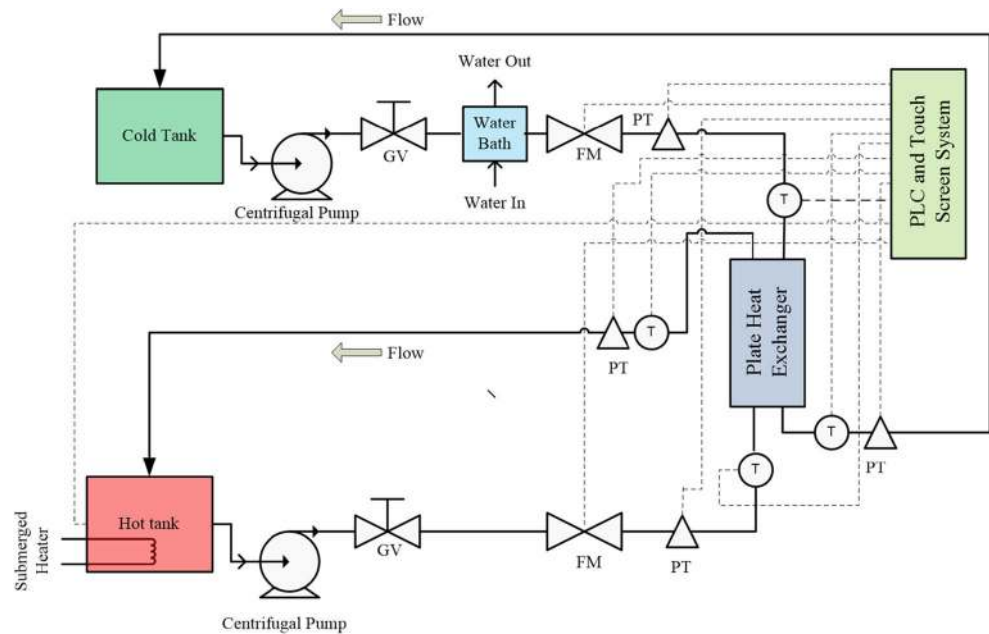 Flow
Cold Tank
Centrifugal Pump
GV
Water Out
Water
Bath
Water In
FM
PT
T
PLC and Touch
Screen System
Plate Heat
Exchanger
Flow
PT
T
T
PT
T
Hot tank
Submerged
Heater
Centrifugal Pump
GV
FM
PT